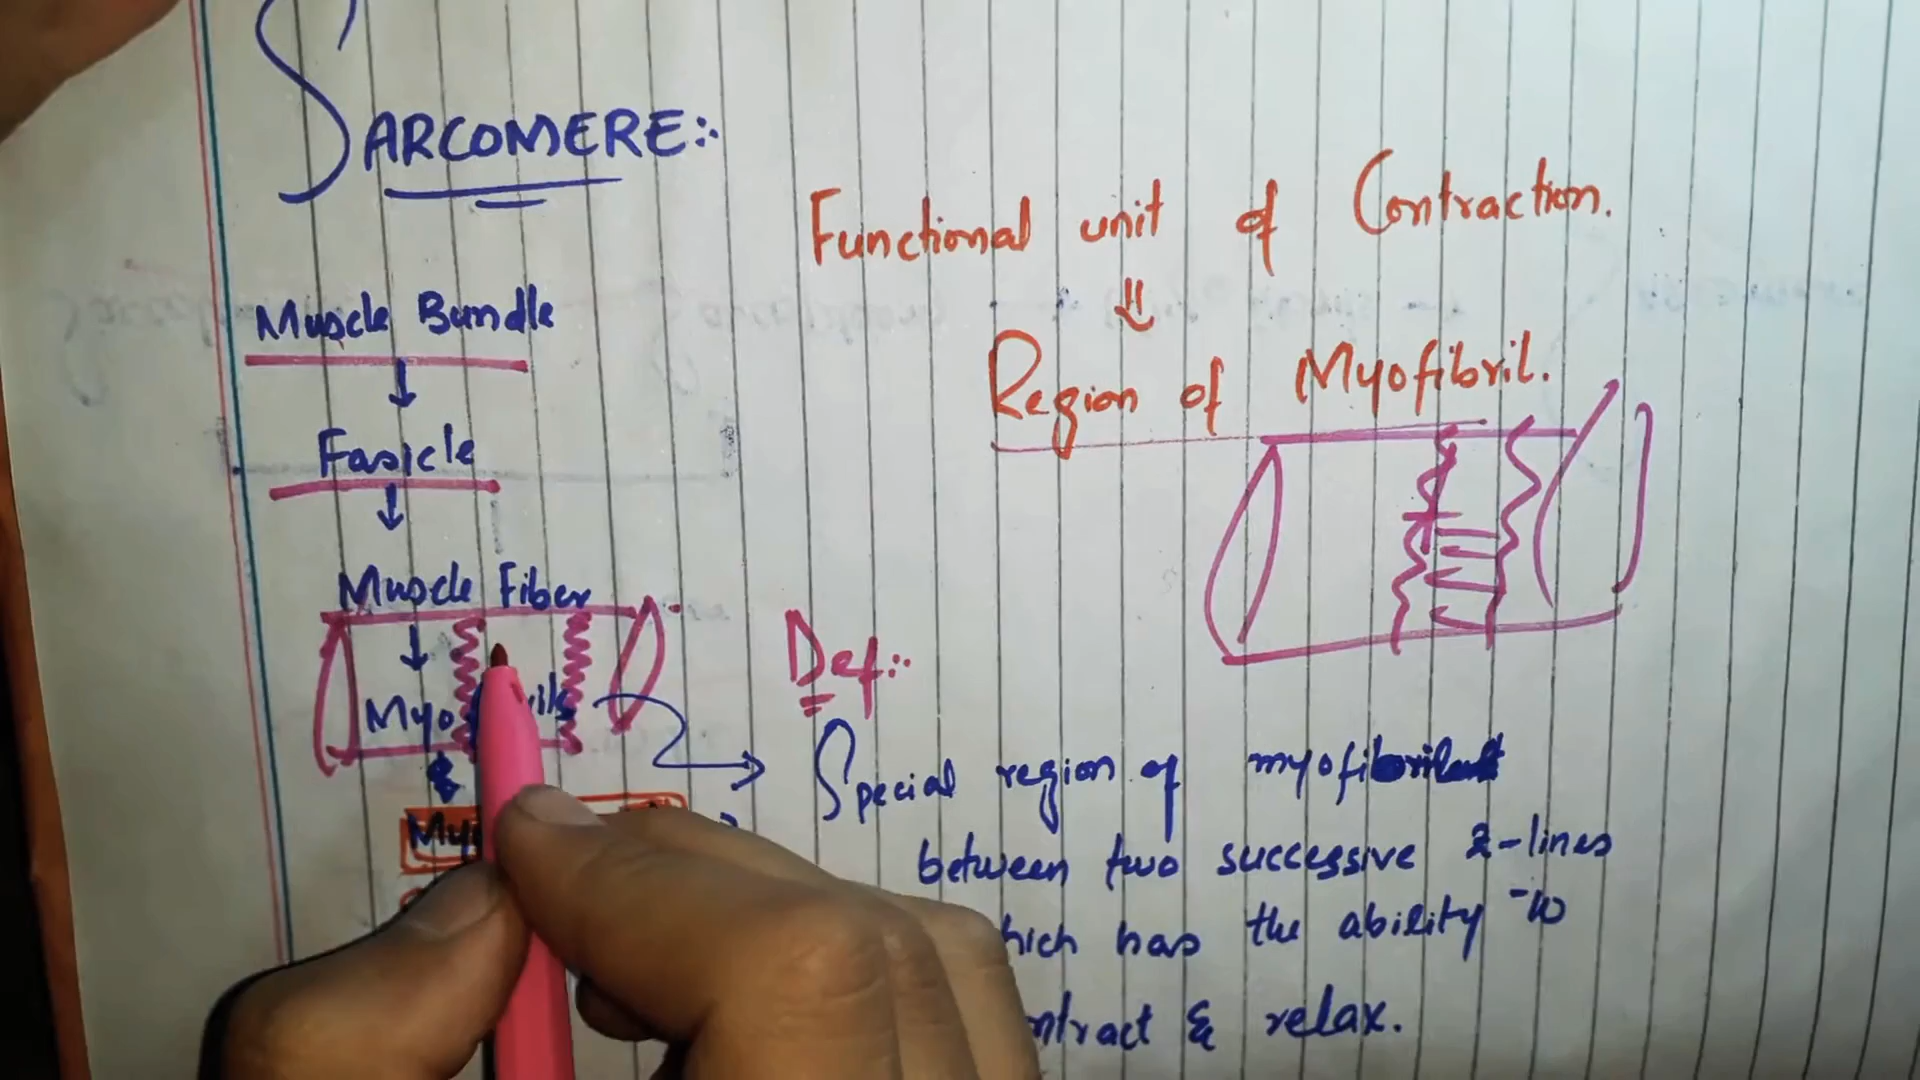 SARCOMERE:-
Functional unit of Contraction.
⇓
Region of Myofibril.
Muscle Bundle
↓
Fasicle
↓
Muscle Fiber
↓
Def:-
Special region of
between two successive z-lines
has the ability to
& relax.